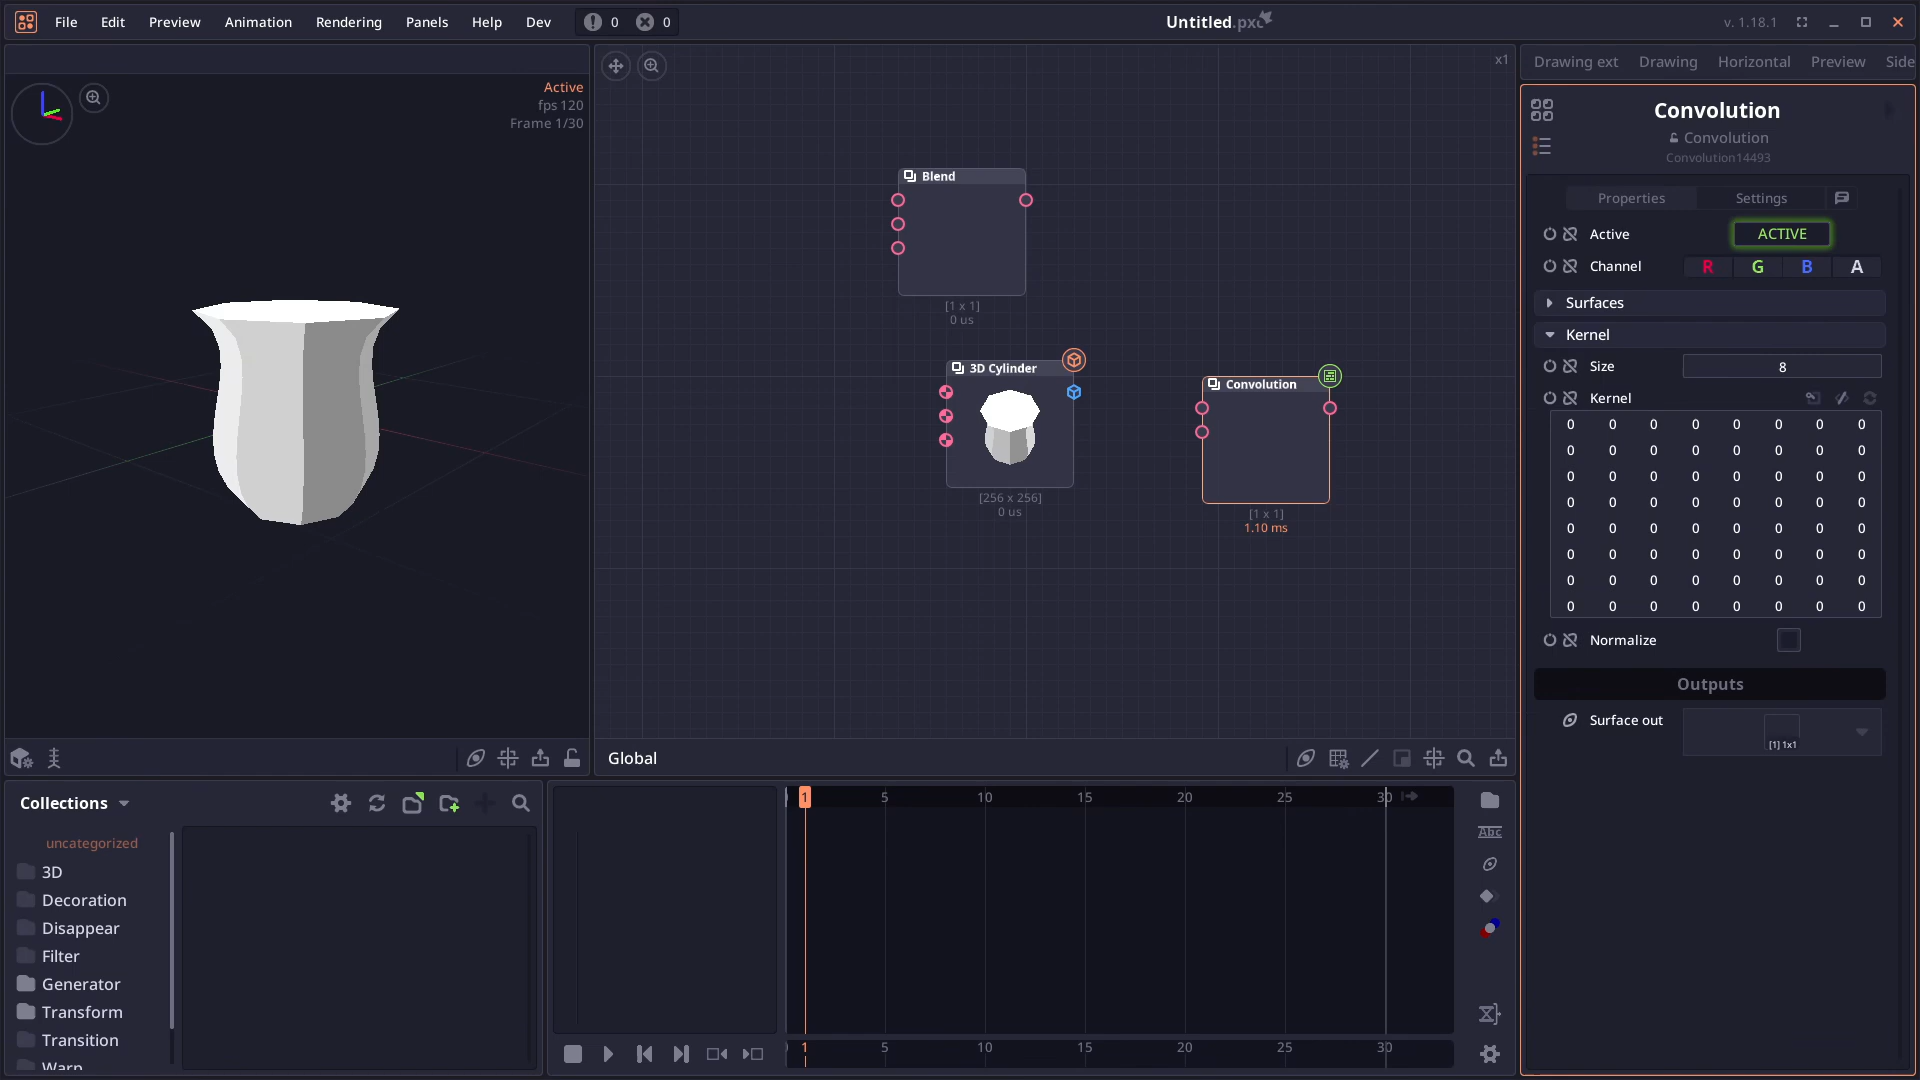 File Edit Preview Animation Rendering Panels Help Dev 0 0
Untitled.pxc
v. 1.18.1
Active
fps 120
Frame 1/30
x1
Blend
[1 x 1]
0 us
3D Cylinder
[256 x 256]
0 us
Convolution
[1 x 1]
1.10 ms
Global
Drawing ext Drawing Horizontal Preview Side
Convolution
Convolution
Convolution14493
Properties Settings
Active ACTIVE
Channel R G B A
Surfaces
Kernel
Size 8
Kernel
0 0 0 0 0 0 0 0
0 0 0 0 0 0 0 0
0 0 0 0 0 0 0 0
0 0 0 0 0 0 0 0
0 0 0 0 0 0 0 0
0 0 0 0 0 0 0 0
0 0 0 0 0 0 0 0
0 0 0 0 0 0 0 0
Normalize
Outputs
Surface out [1] 1x1
Collections
uncategorized
3D
Decoration
Disappear
Filter
Generator
Transform
Transition
Warp
1 5 10 15 20 25 30
Abc
1 5 10 15 20 25 30